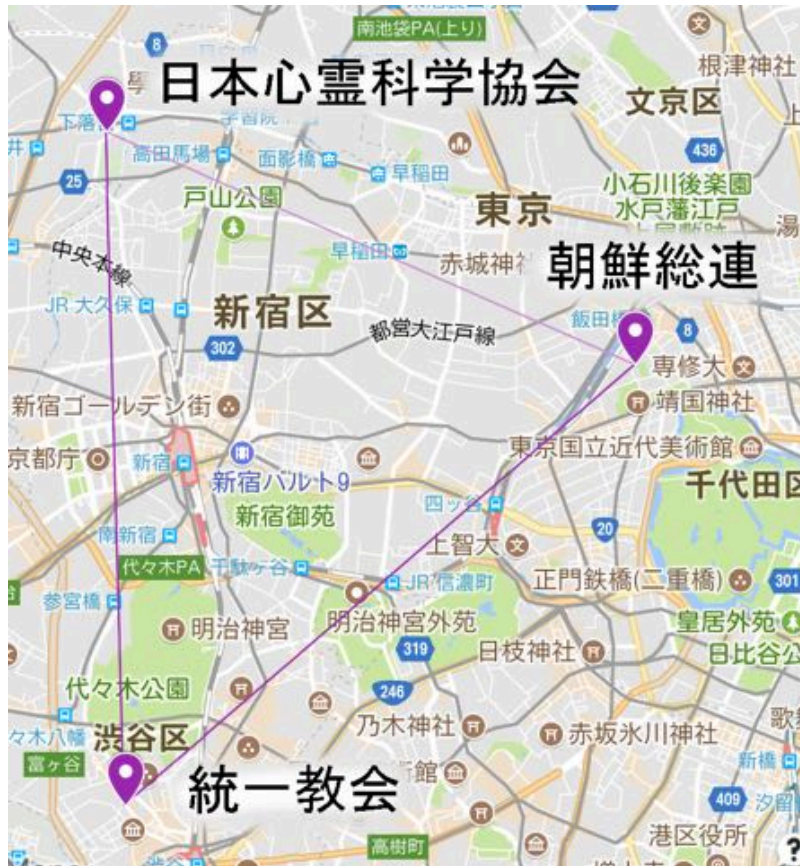 南池袋PA(上り)
8
根津神社
日本心霊科学協会
文京区
436
下落
高田馬場
面影橋
早稲田
25
戸山公園
小石川後楽園
水戸藩江戸
東京
中央本線
早稲田
赤城神
朝鮮総連
JR 大久保
新宿区
都営大江戸線
飯田橋
8
302
専修大
新宿ゴールデン街
靖国神社
京都庁
新宿
東京国立近代美術館
新宿バルト9
千代田区
四ツ谷
新宿御苑
南新宿
上智大
20
代々木PA
千駄ヶ谷
JR 信濃町
正門鉄橋(二重橋)
301
参宮橋
明治神宮
明治神宮外苑
皇居外苑
319
日枝神社
日比谷公
代々木公園
246
乃木神社
赤坂氷川神社
歌
々木八幡
渋谷区
富ヶ谷
館
新橋
統一教会
409
汐留
高樹町
港区役所
渋谷